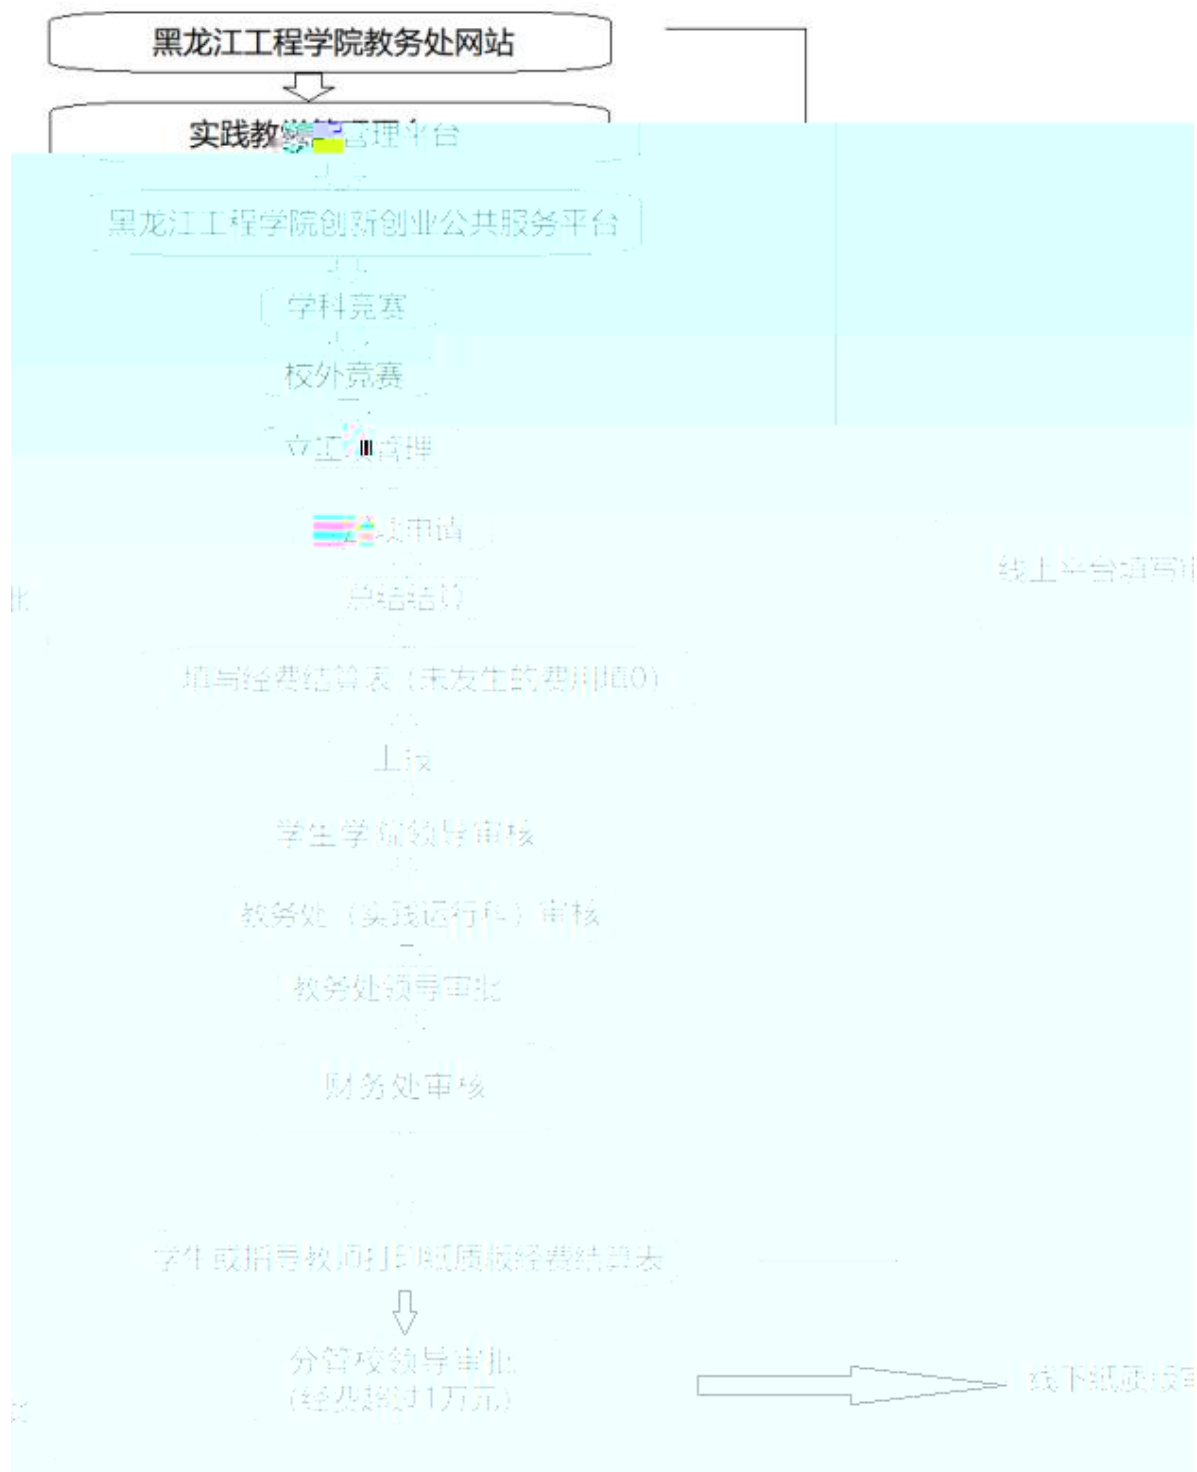 黑龙江工程学院教务处网站
实践教学管理平台
黑龙江工程学院创新创业公共服务平台
学科竞赛
校外竞赛
立项管理
项申请
线上平台填写
批
总结结算
填写经费结算表（未发生的费用填0）
上报
学生学院领导审核
教务处（实践运行科）审核
教务处领导审批
财务处审核
学生或指导教师打印纸质版经费结算表
分管校领导审批
(经费超过1万元)
线下纸质版审
批